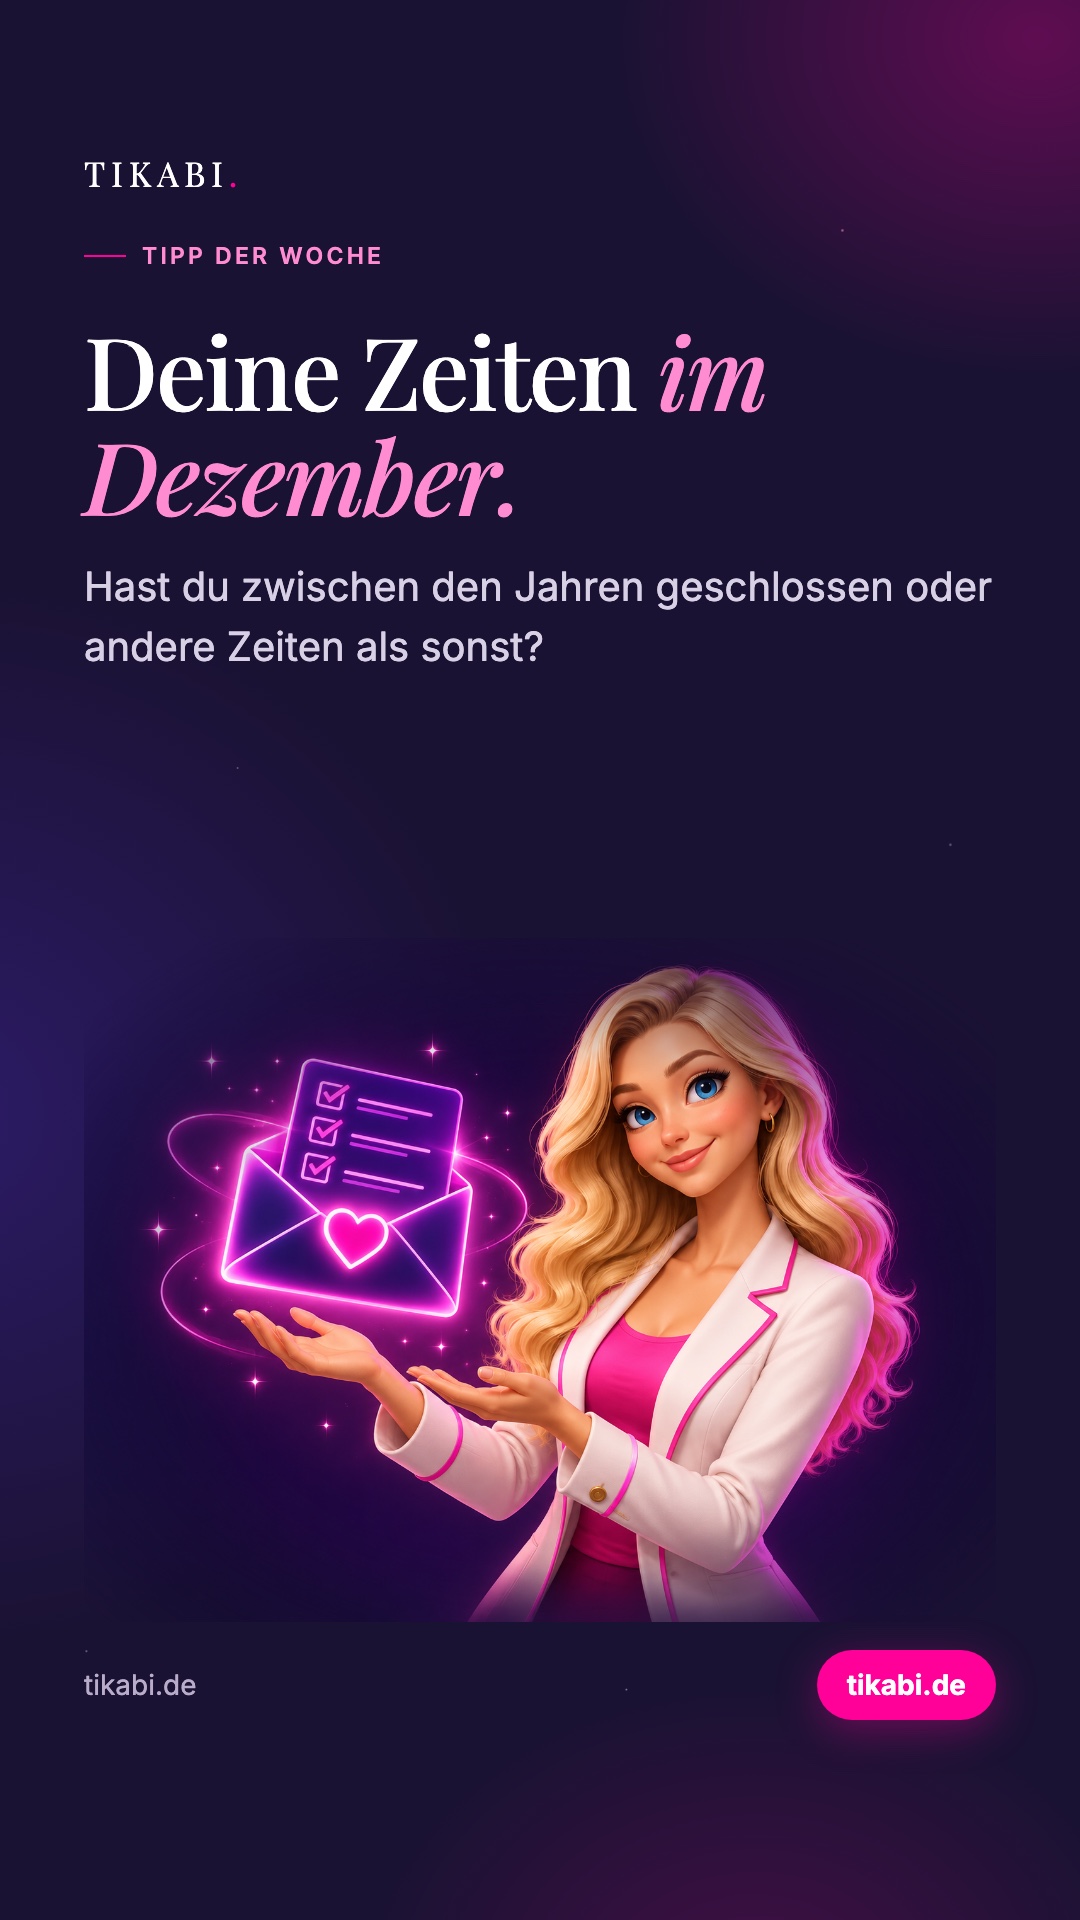 TIKABI.
TIPP DER WOCHE
Deine Zeiten im
Dezember.
Hast du zwischen den Jahren geschlossen oder
andere Zeiten als sonst?
tikabi.de
tikabi.de